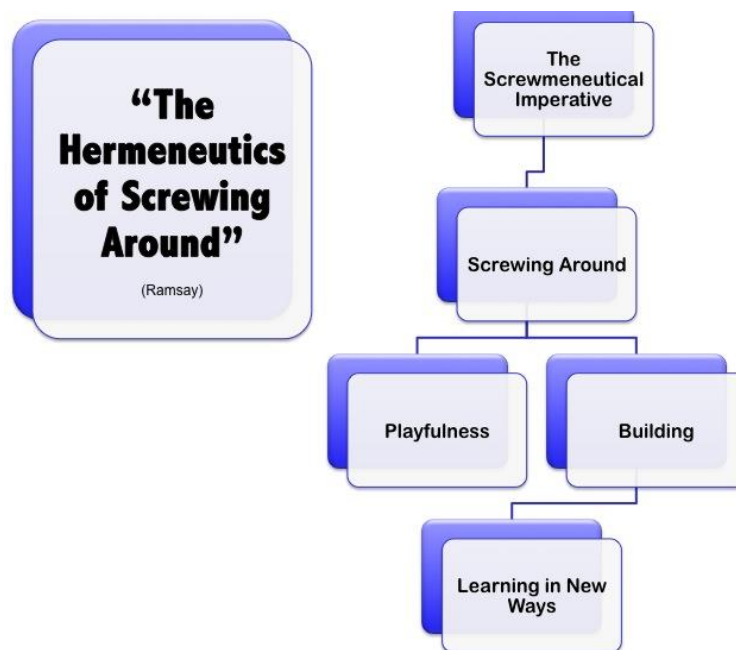 “The
Hermeneutics
of Screwing
Around”
(Ramsay)
The
Screwmeneutical
Imperative
Screwing Around
Playfulness
Building
Learning in New
Ways